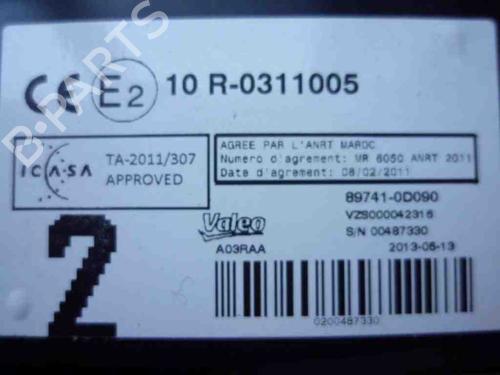 CE E2 10 R-0311005
ICASA
TA-2011/307
APPROVED
AGREE PAR L'ANRT MAROC
Numero d'agrement: MR 6050 ANRT 2011
Date d'agrement: 08/02/2011
89741-0D090
VZS000042316
S/N 00487330
2013-06-13
Valeo
A03RAA
2
0200487330
B-PARTS